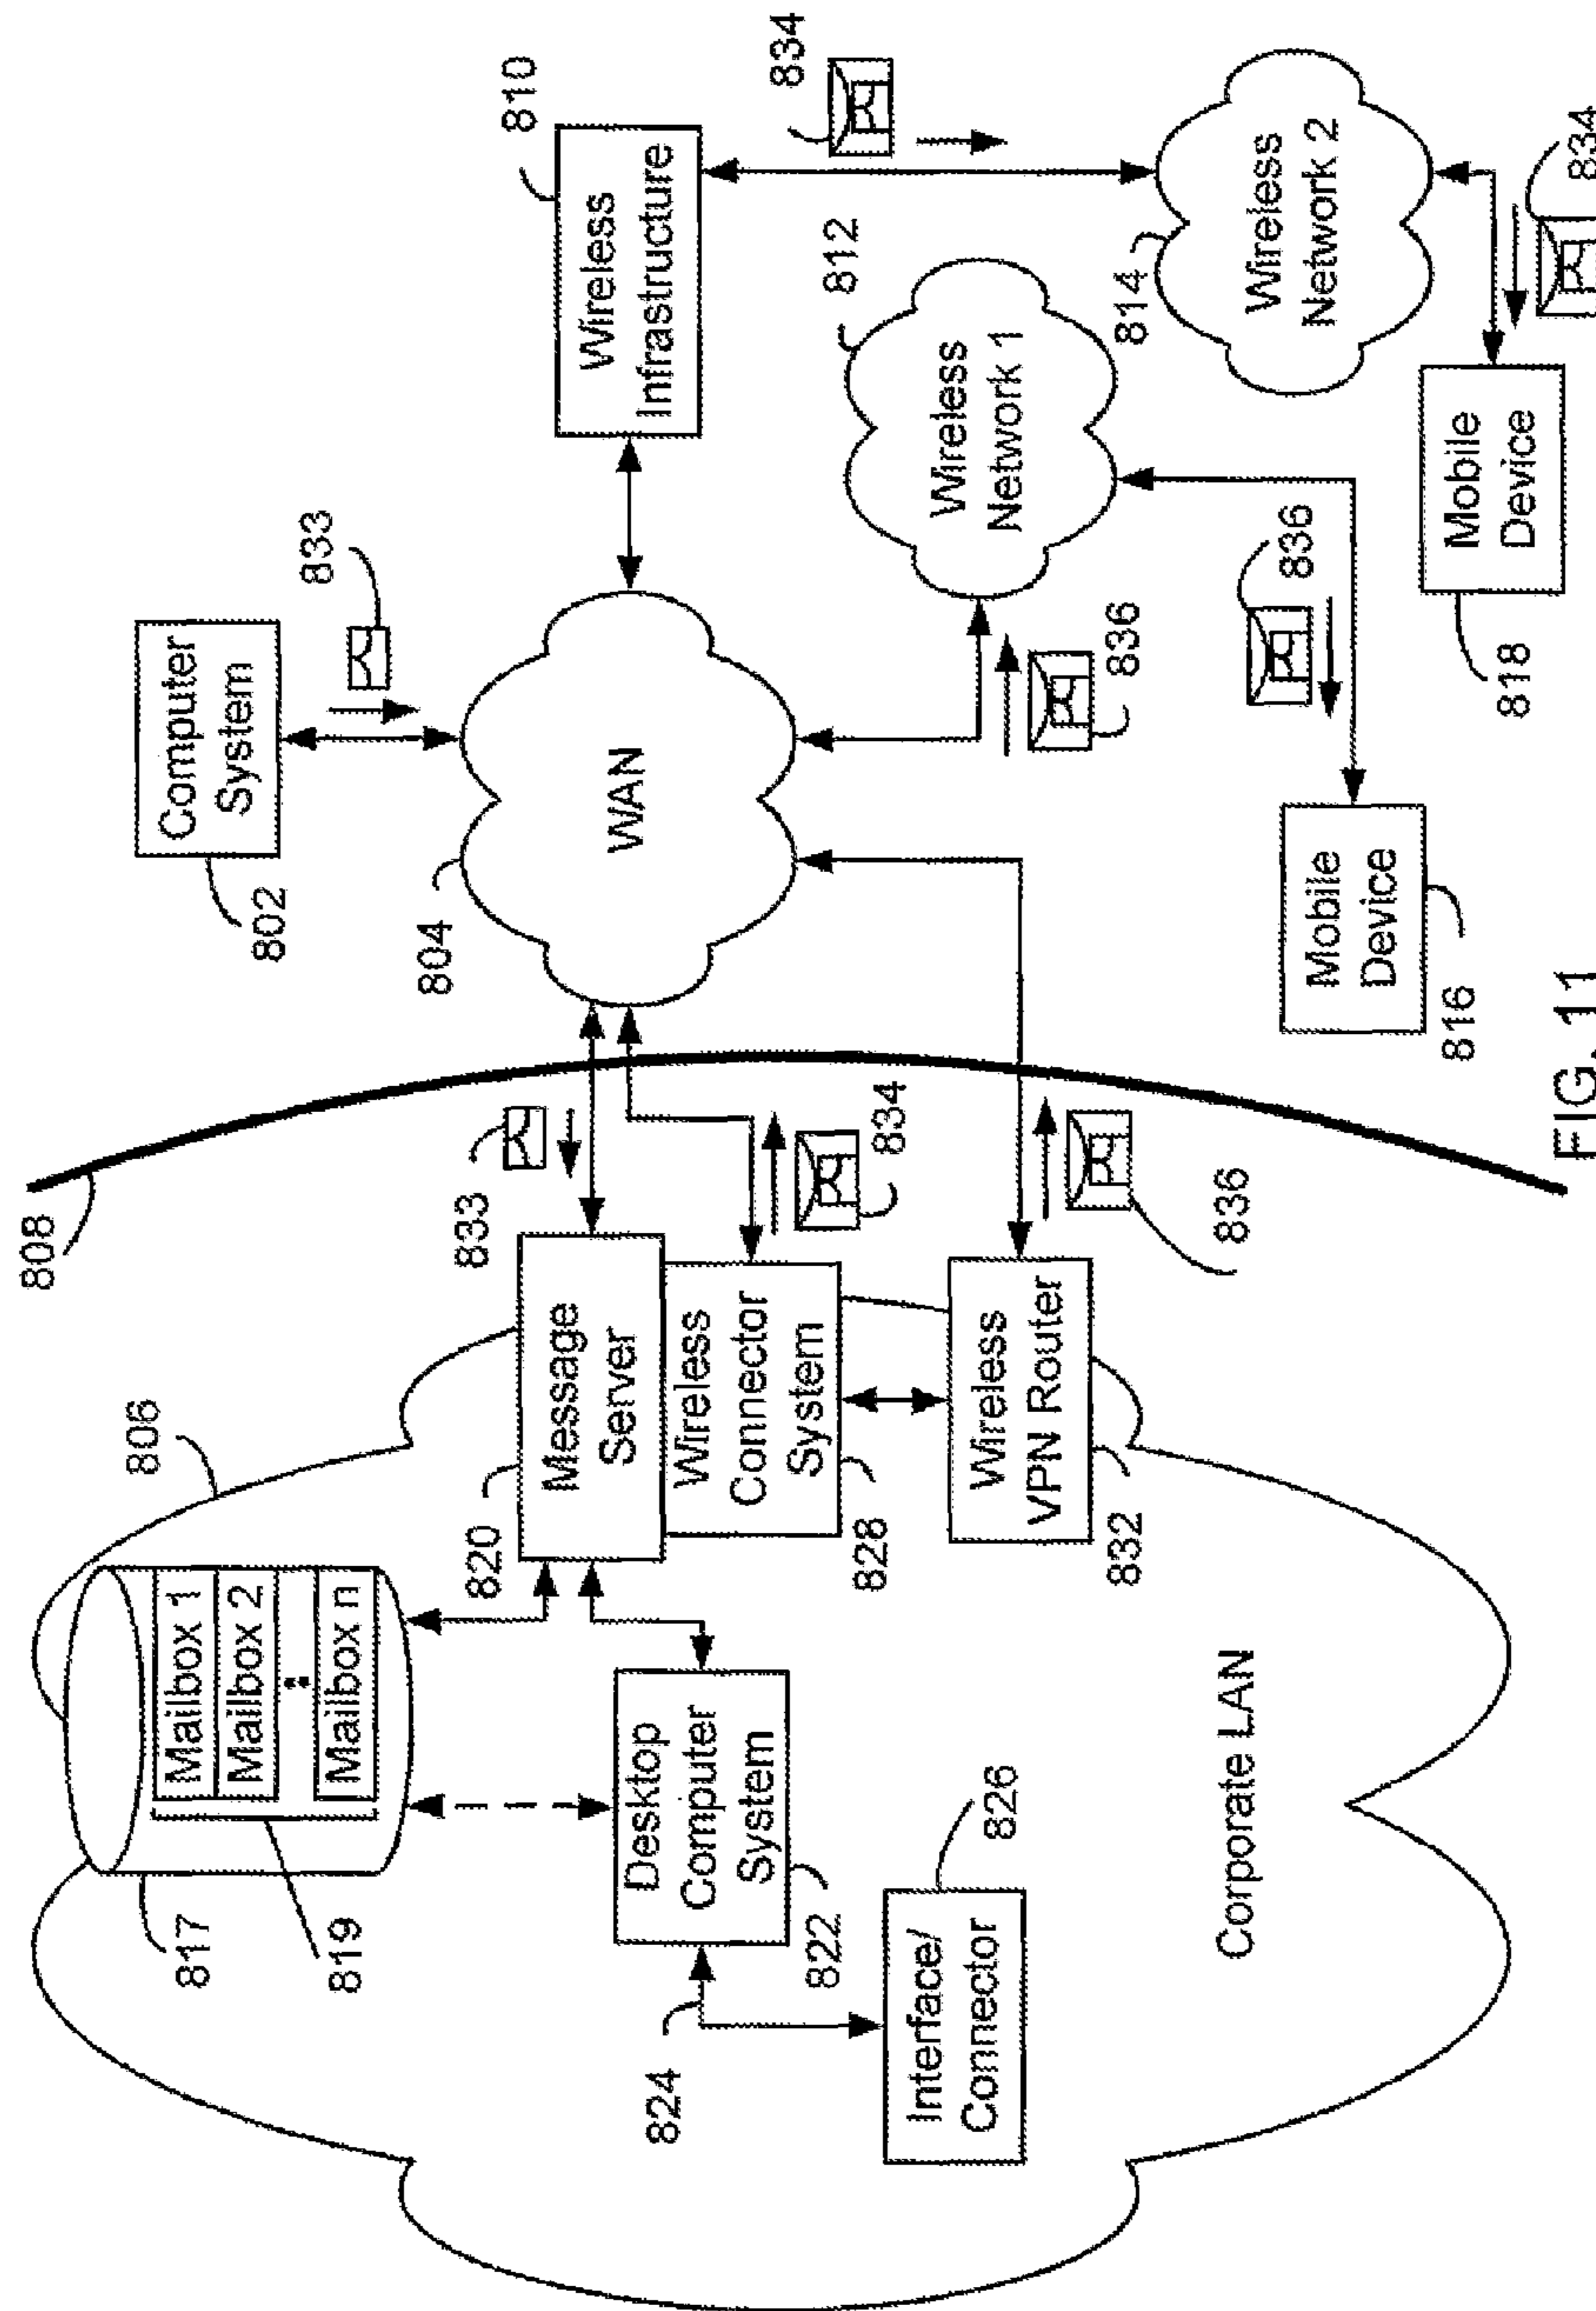 808
806
817
Mailbox 1
Mailbox 2
Mailbox n
819
820
Message
Server
833
Wireless
Connector
System
828
834
Wireless
VPN Router
832
836
Desktop
Computer
System
822
824
Interface/
Connector
826
Corporate LAN
Computer
System
802
833
804
WAN
810
Wireless
Infrastructure
834
812
Wireless
Network 1
836
814
Wireless
Network 2
834
836
Mobile
Device
818
Mobile
Device
816
FIG. 11